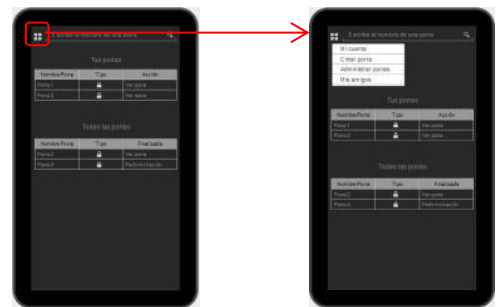 Escribe el nombre de una porra
Tus porras
Nombre Porra Tipo Acción
Porra 1 Ver porra
Porra 3 Ver porra
Todas las porras
Nombre Porra Tipo Finalizada
Porra 2 Ver porra
Porra 4 Pedir invitación
Escribe el nombre de una porra
Mi cuenta
Crear porra
Administrar porras
Mis amigos
Tus porras
Nombre Porra Tipo Acción
Porra 1 Ver porra
Porra 3 Ver porra
Todas las porras
Nombre Porra Tipo Finalizada
Porra 2 Ver porra
Porra 4 Pedir invitación